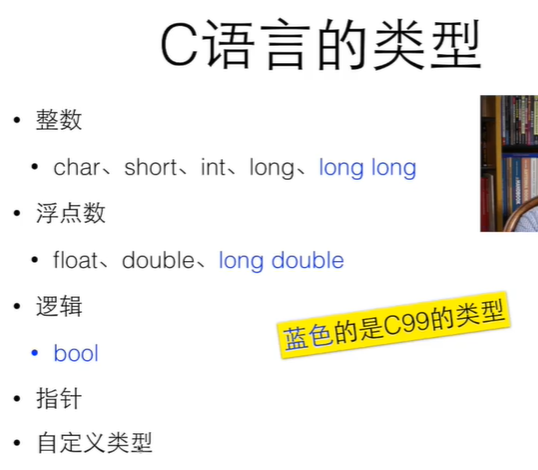 C语言的类型
• 整数
• char、short、int、long、long long
• 浮点数
• float、double、long double
• 逻辑
蓝色的是C99的类型
• bool
• 指针
• 自定义类型